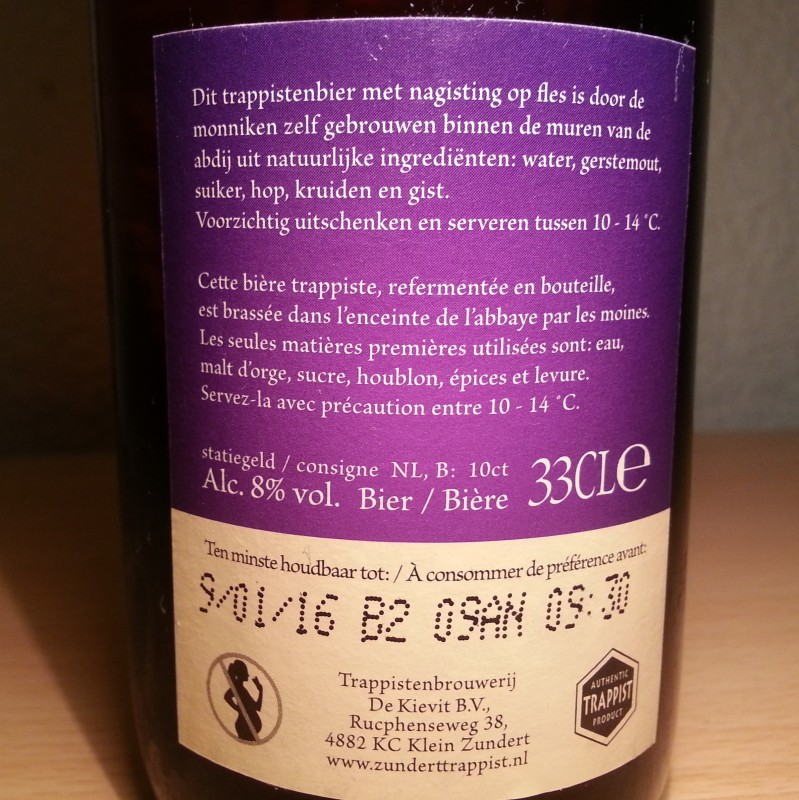 Dit trappistenbier met nagisting op fles is door de
monniken zelf gebrouwen binnen de muren van de
abdij uit natuurlijke ingrediënten: water, gerstemout,
suiker, hop, kruiden en gist.
Voorzichtig uitschenken en serveren tussen 10 - 14 °C.
Cette bière trappiste, refermentée en bouteille,
est brassée dans l'enceinte de l'abbaye par les moines.
Les seules matières premières utilisées sont: eau,
malt d'orge, sucre, houblon, épices et levure.
Servez-la avec précaution entre 10 - 14 °C.
statiegeld / consigne NL, B: 10ct
Alc. 8% vol. Bier / Bière 33CL℮
Ten minste houdbaar tot: / À consommer de préférence avant:
9/01/16 B2 09:30
Trappistenbrouwerij
De Kievit B.V.,
Rucphenseweg 38,
4882 KC Klein Zundert
www.zunderttrappist.nl
AUTHENTIC
TRAPPIST
PRODUCT